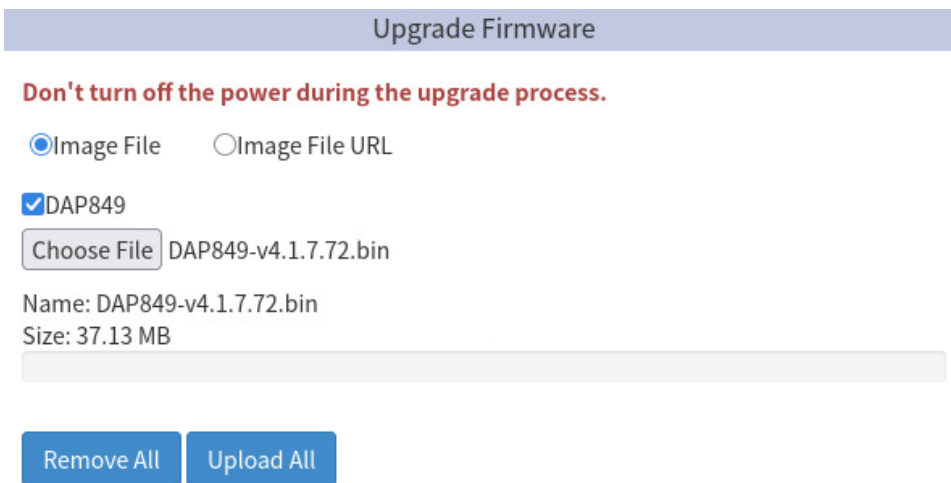 Upgrade Firmware
Don't turn off the power during the upgrade process.
Image File Image File URL
DAP849
Choose File DAP849-v4.1.7.72.bin
Name: DAP849-v4.1.7.72.bin
Size: 37.13 MB
Remove All Upload All